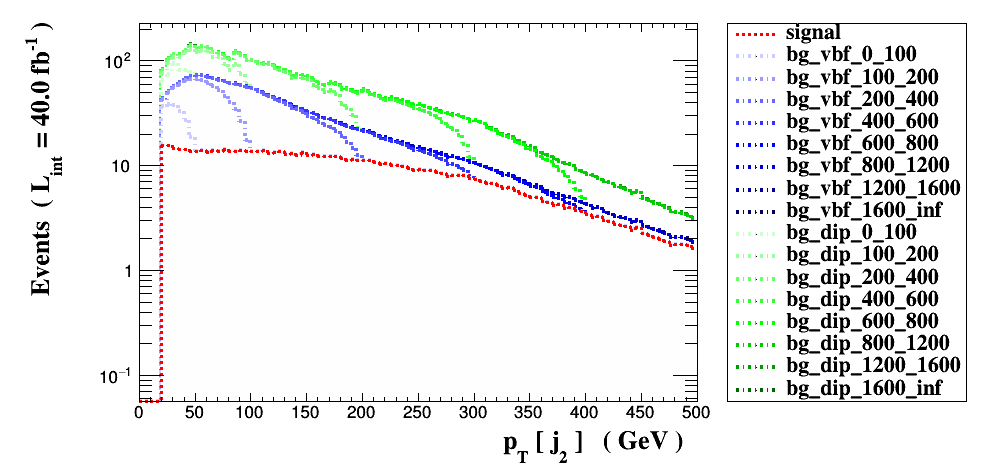 Events ( L_int = 40.0 fb^-1 )
10^2
10
1
10^-1
0 50 100 150 200 250 300 350 400 450 500
p_T [ j_2 ] ( GeV )
signal
bg_vbf_0_100
bg_vbf_100_200
bg_vbf_200_400
bg_vbf_400_600
bg_vbf_600_800
bg_vbf_800_1200
bg_vbf_1200_1600
bg_vbf_1600_inf
bg_dip_0_100
bg_dip_100_200
bg_dip_200_400
bg_dip_400_600
bg_dip_600_800
bg_dip_800_1200
bg_dip_1200_1600
bg_dip_1600_inf